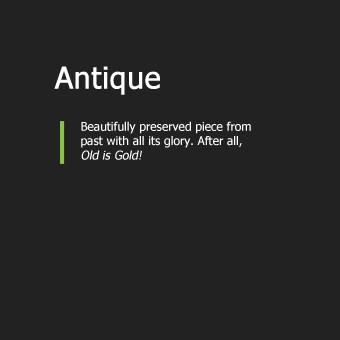 Antique
Beautifully preserved piece from
past with all its glory. After all,
Old is Gold!